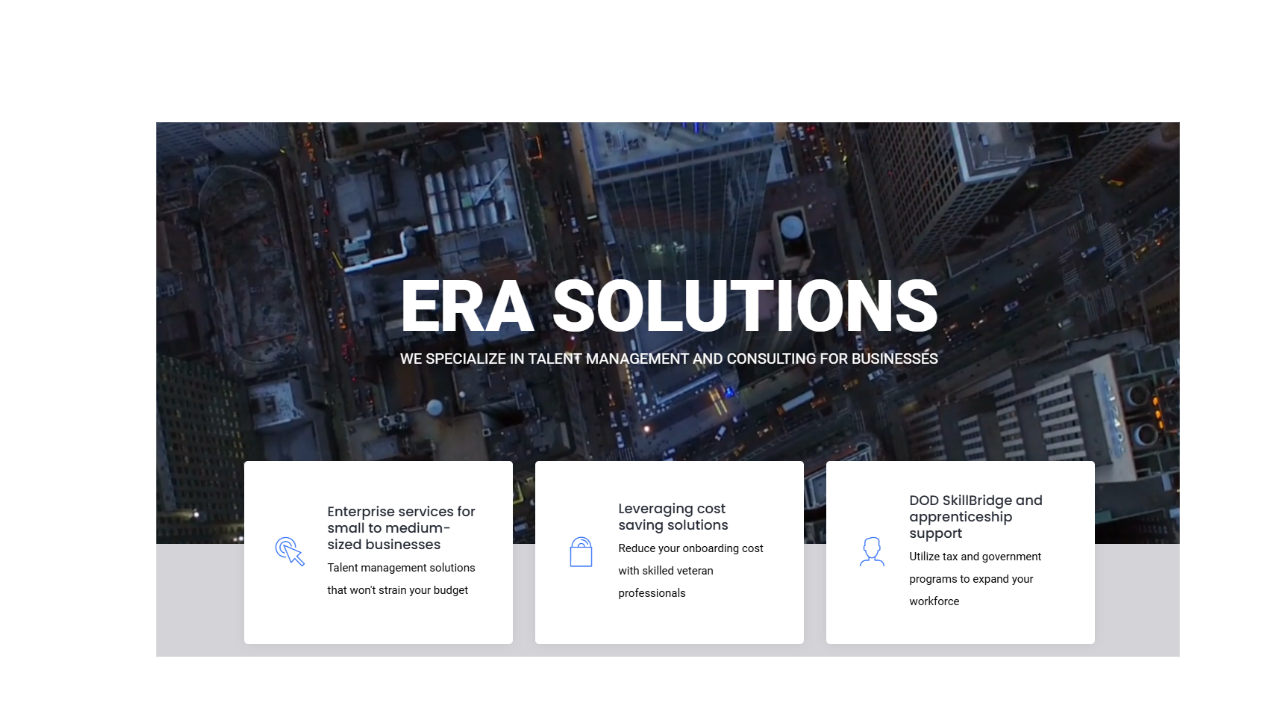 ERA SOLUTIONS
WE SPECIALIZE IN TALENT MANAGEMENT AND CONSULTING FOR BUSINESSES
Enterprise services for
small to medium-
sized businesses
Talent management solutions
that won't strain your budget
Leveraging cost
saving solutions
Reduce your onboarding cost
with skilled veteran
professionals
DOD SkillBridge and
apprenticeship
support
Utilize tax and government
programs to expand your
workforce